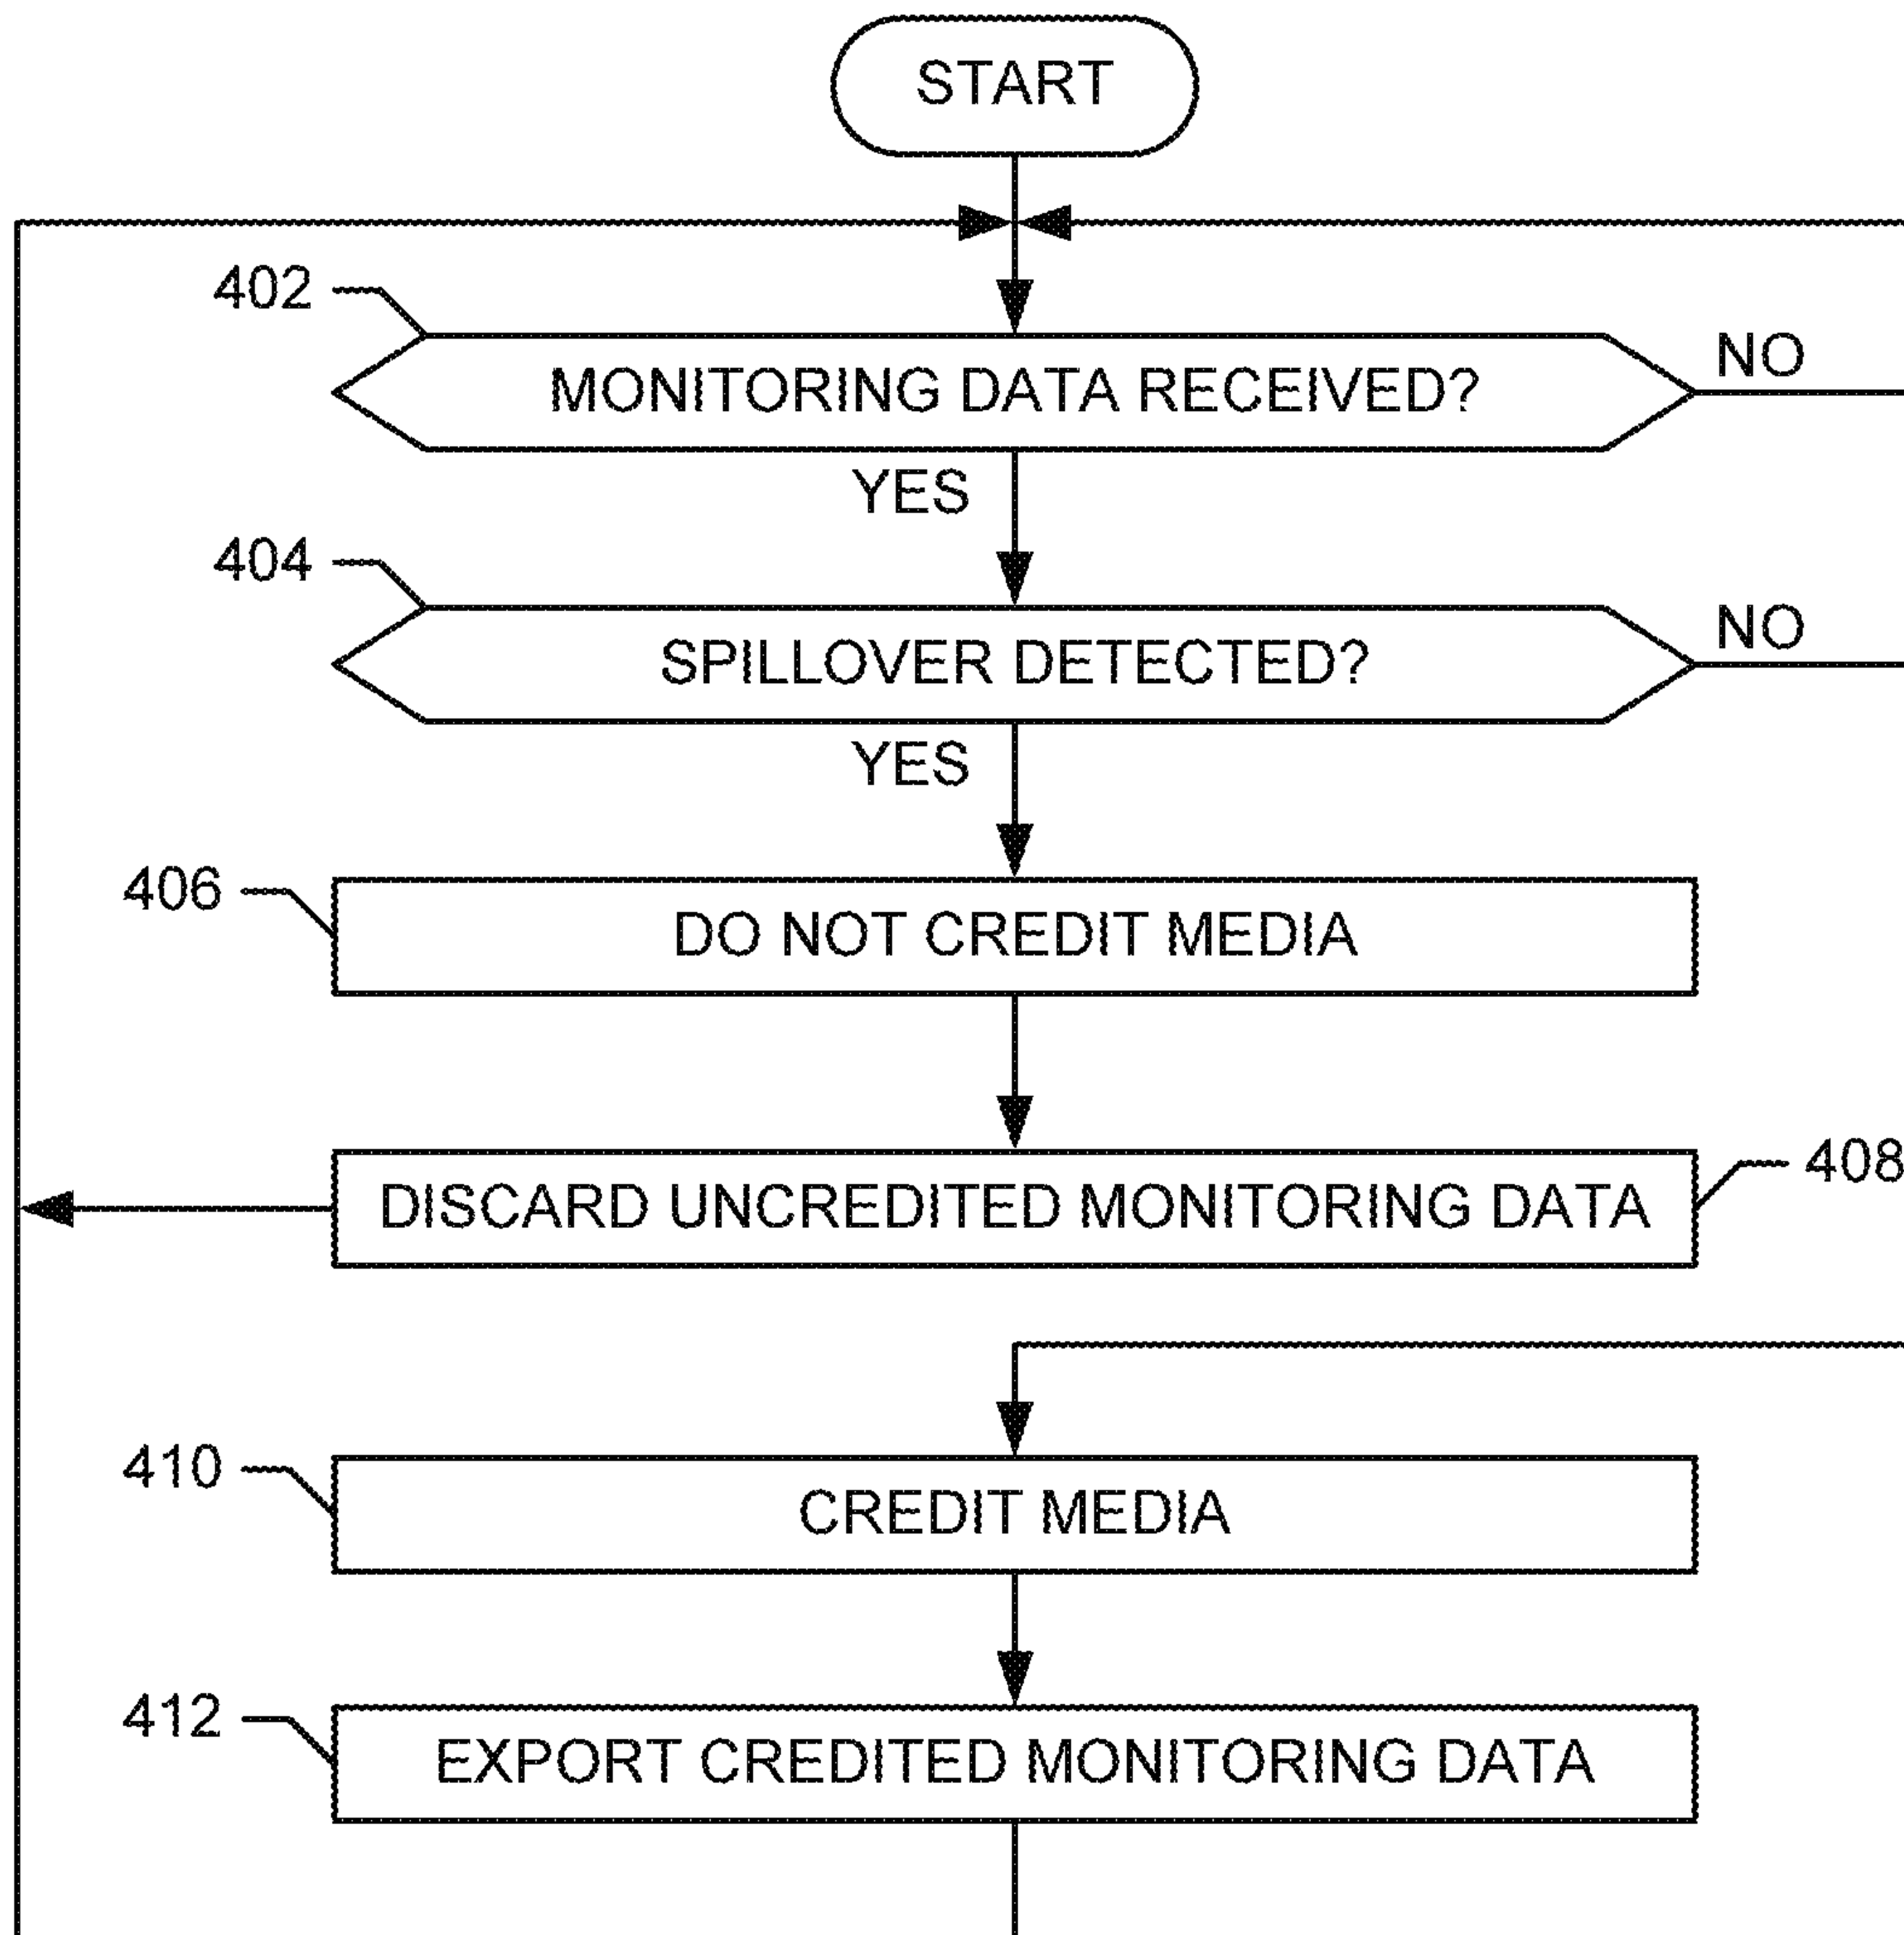 START
402
MONITORING DATA RECEIVED?
NO
YES
404
SPILLOVER DETECTED?
NO
YES
406
DO NOT CREDIT MEDIA
DISCARD UNCREDITED MONITORING DATA
408
410
CREDIT MEDIA
412
EXPORT CREDITED MONITORING DATA